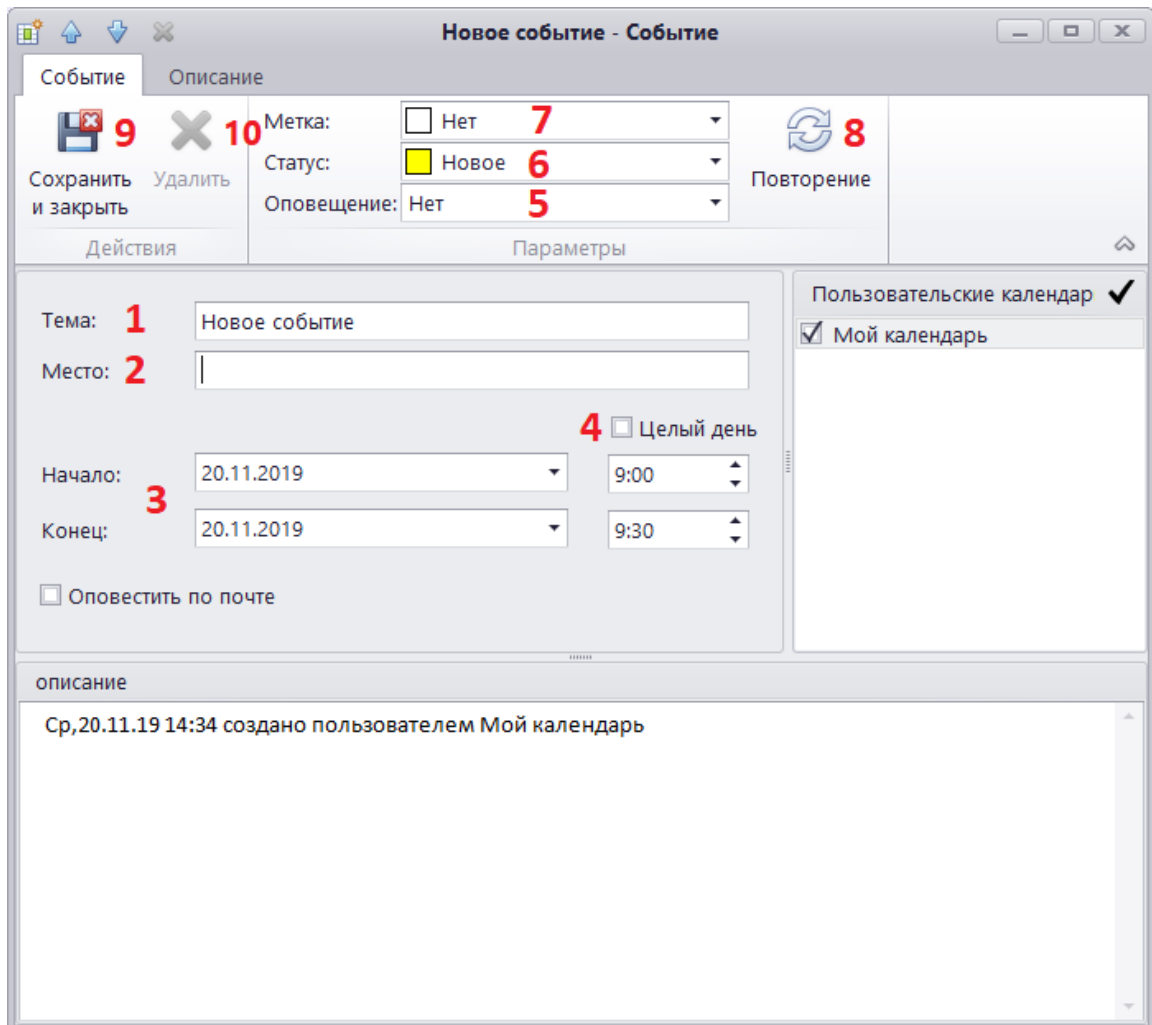 Новое событие - Событие
Событие Описание
9 10 Метка: Нет 7 8
Статус: Новое 6
Сохранить и закрыть Удалить Оповещение: Нет 5 Повторение
Действия Параметры
Пользовательские календар
Тема: 1 Новое событие
Мой календарь
Место: 2
4 Целый день
Начало: 20.11.2019 9:00
3
Конец: 20.11.2019 9:30
Оповестить по почте
описание
Ср,20.11.19 14:34 создано пользователем Мой календарь